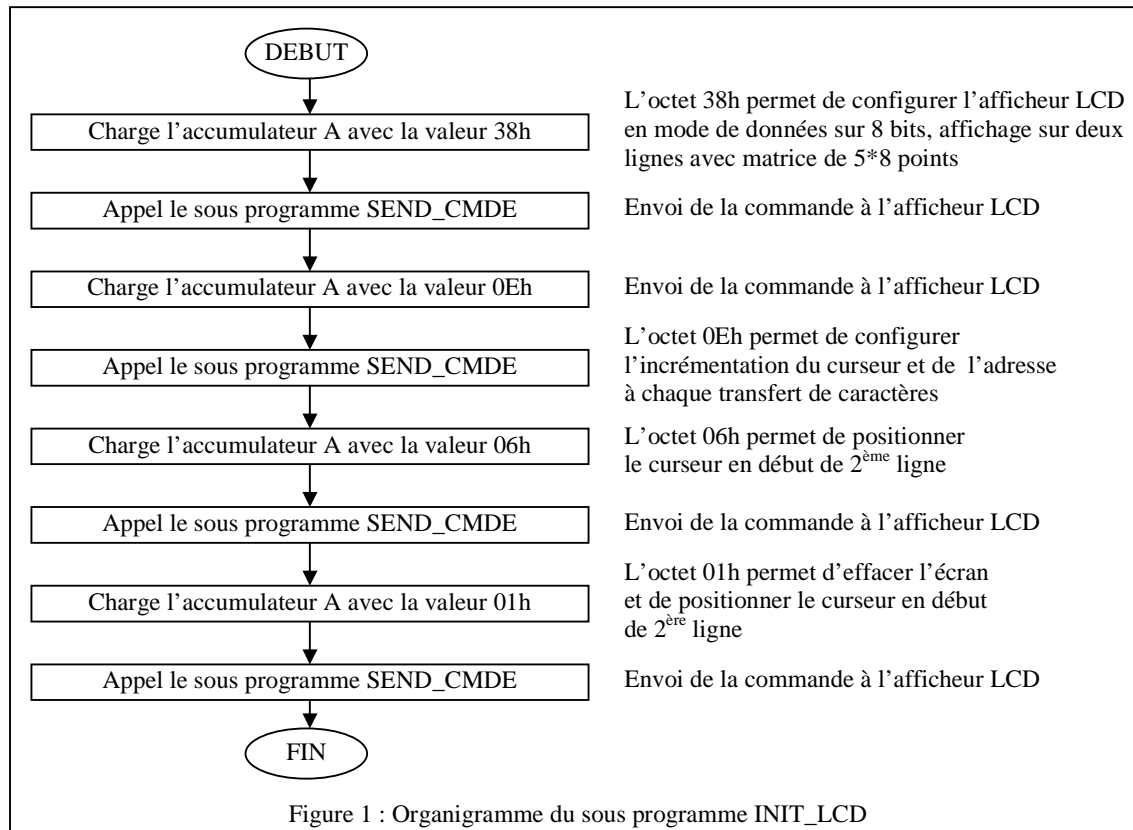 DEBUT
Charge l’accumulateur A avec la valeur 38h
L’octet 38h permet de configurer l’afficheur LCD
en mode de données sur 8 bits, affichage sur deux
lignes avec matrice de 5*8 points
Appel le sous programme SEND_CMDE
Envoi de la commande à l’afficheur LCD
Charge l’accumulateur A avec la valeur 0Eh
Envoi de la commande à l’afficheur LCD
Appel le sous programme SEND_CMDE
L’octet 0Eh permet de configurer
l’incrémentation du curseur et de l’adresse
à chaque transfert de caractères
Charge l’accumulateur A avec la valeur 06h
L’octet 06h permet de positionner
le curseur en début de 2ème ligne
Appel le sous programme SEND_CMDE
Envoi de la commande à l’afficheur LCD
Charge l’accumulateur A avec la valeur 01h
L’octet 01h permet d’effacer l’écran
et de positionner le curseur en début
de 2ère ligne
Appel le sous programme SEND_CMDE
Envoi de la commande à l’afficheur LCD
FIN
Figure 1 : Organigramme du sous programme INIT_LCD